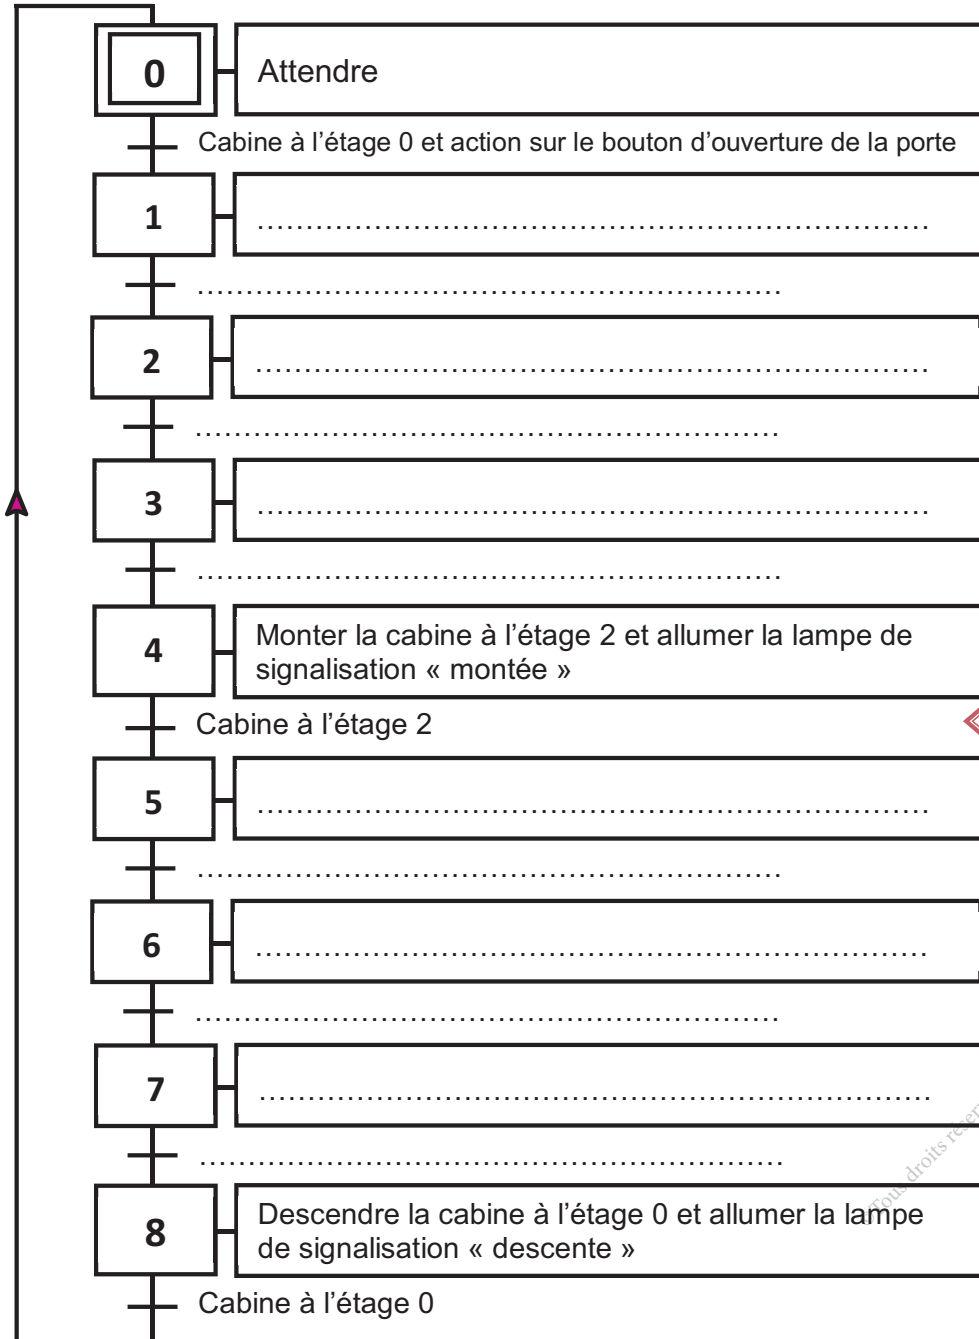 0
Attendre
Cabine à l’étage 0 et action sur le bouton d’ouverture de la porte
1
....................................................................
...........................................................
2
....................................................................
...........................................................
3
....................................................................
...........................................................
4
Monter la cabine à l’étage 2 et allumer la lampe de
signalisation « montée »
Cabine à l’étage 2
5
....................................................................
...........................................................
6
....................................................................
...........................................................
7
....................................................................
...........................................................
8
Descendre la cabine à l’étage 0 et allumer la lampe
de signalisation « descente »
Cabine à l’étage 0
Tous droits